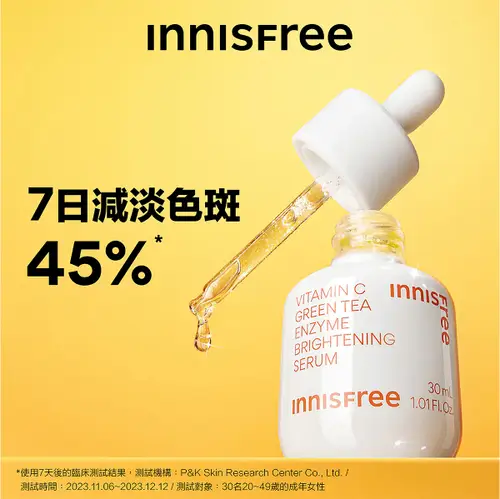 innisfree
7日減淡色斑
45%*
VITAMIN C
GREEN TEA
ENZYME
BRIGHTENING
SERUM
innisfree
30 mL
1.01 Fl. Oz.
innisfree
*使用7天後的臨床測試結果，測試機構：P&K Skin Research Center Co., Ltd. /
測試時間：2023.11.06~2023.12.12 / 測試對象：30名20~49歲的成年女性